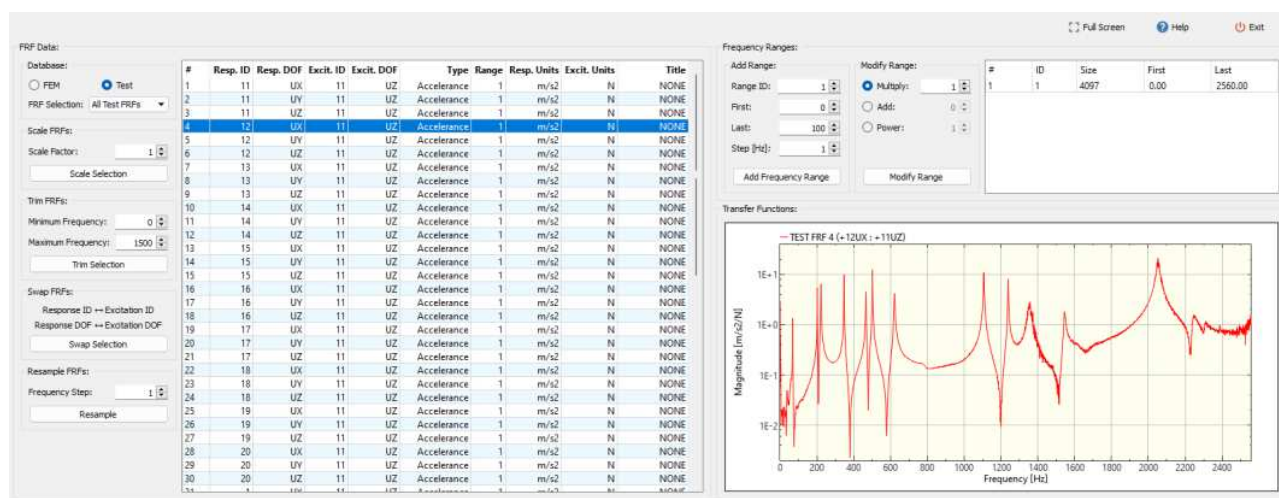 Full Screen Help Exit
FRF Data:
Database:
FEM Test
FRF Selection: All Test FRFs
Scale FRFs:
Scale Factor: 1
Scale Selection
Trim FRFs:
Minimum Frequency: 0
Maximum Frequency: 1500
Trim Selection
Swap FRFs:
Response ID ↔ Excitation ID
Response DOF ↔ Excitation DOF
Swap Selection
Resample FRFs:
Frequency Step: 1
Resample
# Resp. ID Resp. DOF Excit. ID Excit. DOF Type Range Resp. Units Excit. Units Title
1 11 UX 11 UZ Accelerance 1 m/s2 N NONE
2 11 UY 11 UZ Accelerance 1 m/s2 N NONE
3 11 UZ 11 UZ Accelerance 1 m/s2 N NONE
4 12 UX 11 UZ Accelerance 1 m/s2 N NONE
5 12 UY 11 UZ Accelerance 1 m/s2 N NONE
6 12 UZ 11 UZ Accelerance 1 m/s2 N NONE
7 13 UX 11 UZ Accelerance 1 m/s2 N NONE
8 13 UY 11 UZ Accelerance 1 m/s2 N NONE
9 13 UZ 11 UZ Accelerance 1 m/s2 N NONE
10 14 UX 11 UZ Accelerance 1 m/s2 N NONE
11 14 UY 11 UZ Accelerance 1 m/s2 N NONE
12 14 UZ 11 UZ Accelerance 1 m/s2 N NONE
13 15 UX 11 UZ Accelerance 1 m/s2 N NONE
14 15 UY 11 UZ Accelerance 1 m/s2 N NONE
15 15 UZ 11 UZ Accelerance 1 m/s2 N NONE
16 16 UX 11 UZ Accelerance 1 m/s2 N NONE
17 16 UY 11 UZ Accelerance 1 m/s2 N NONE
18 16 UZ 11 UZ Accelerance 1 m/s2 N NONE
19 17 UX 11 UZ Accelerance 1 m/s2 N NONE
20 17 UY 11 UZ Accelerance 1 m/s2 N NONE
21 17 UZ 11 UZ Accelerance 1 m/s2 N NONE
22 18 UX 11 UZ Accelerance 1 m/s2 N NONE
23 18 UY 11 UZ Accelerance 1 m/s2 N NONE
24 18 UZ 11 UZ Accelerance 1 m/s2 N NONE
25 19 UX 11 UZ Accelerance 1 m/s2 N NONE
26 19 UY 11 UZ Accelerance 1 m/s2 N NONE
27 19 UZ 11 UZ Accelerance 1 m/s2 N NONE
28 20 UX 11 UZ Accelerance 1 m/s2 N NONE
29 20 UY 11 UZ Accelerance 1 m/s2 N NONE
30 20 UZ 11 UZ Accelerance 1 m/s2 N NONE
Frequency Ranges:
Add Range:
Range ID: 1
First: 0
Last: 100
Step [Hz]: 1
Add Frequency Range
Modify Range:
Multiply: 1
Add: 0
Power: 1
Modify Range
# ID Size First Last
1 1 4097 0.00 2560.00
Transfer Functions:
TEST FRF 4 (+12UX : +11UZ)
Magnitude [m/s2/N]
1E+1
1E+0
1E-1
1E-2
0 200 400 600 800 1000 1200 1400 1600 1800 2000 2200 2400
Frequency [Hz]